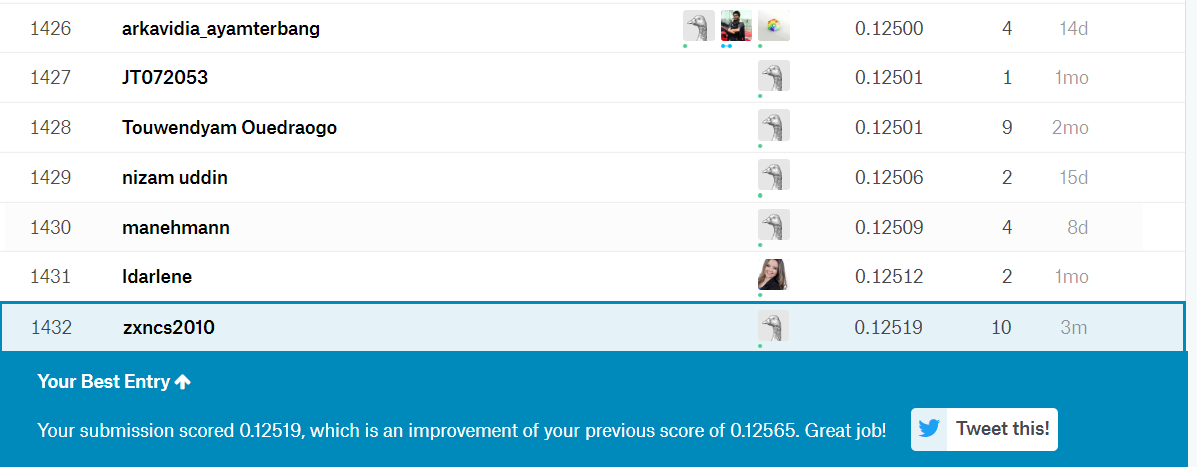 1426 arkavidia_ayamterbang 0.12500 4 14d
1427 JT072053 0.12501 1 1mo
1428 Touwendyam Ouedraogo 0.12501 9 2mo
1429 nizam uddin 0.12506 2 15d
1430 manehmann 0.12509 4 8d
1431 ldarlene 0.12512 2 1mo
1432 zxncs2010 0.12519 10 3m
Your Best Entry
Your submission scored 0.12519, which is an improvement of your previous score of 0.12565. Great job! Tweet this!